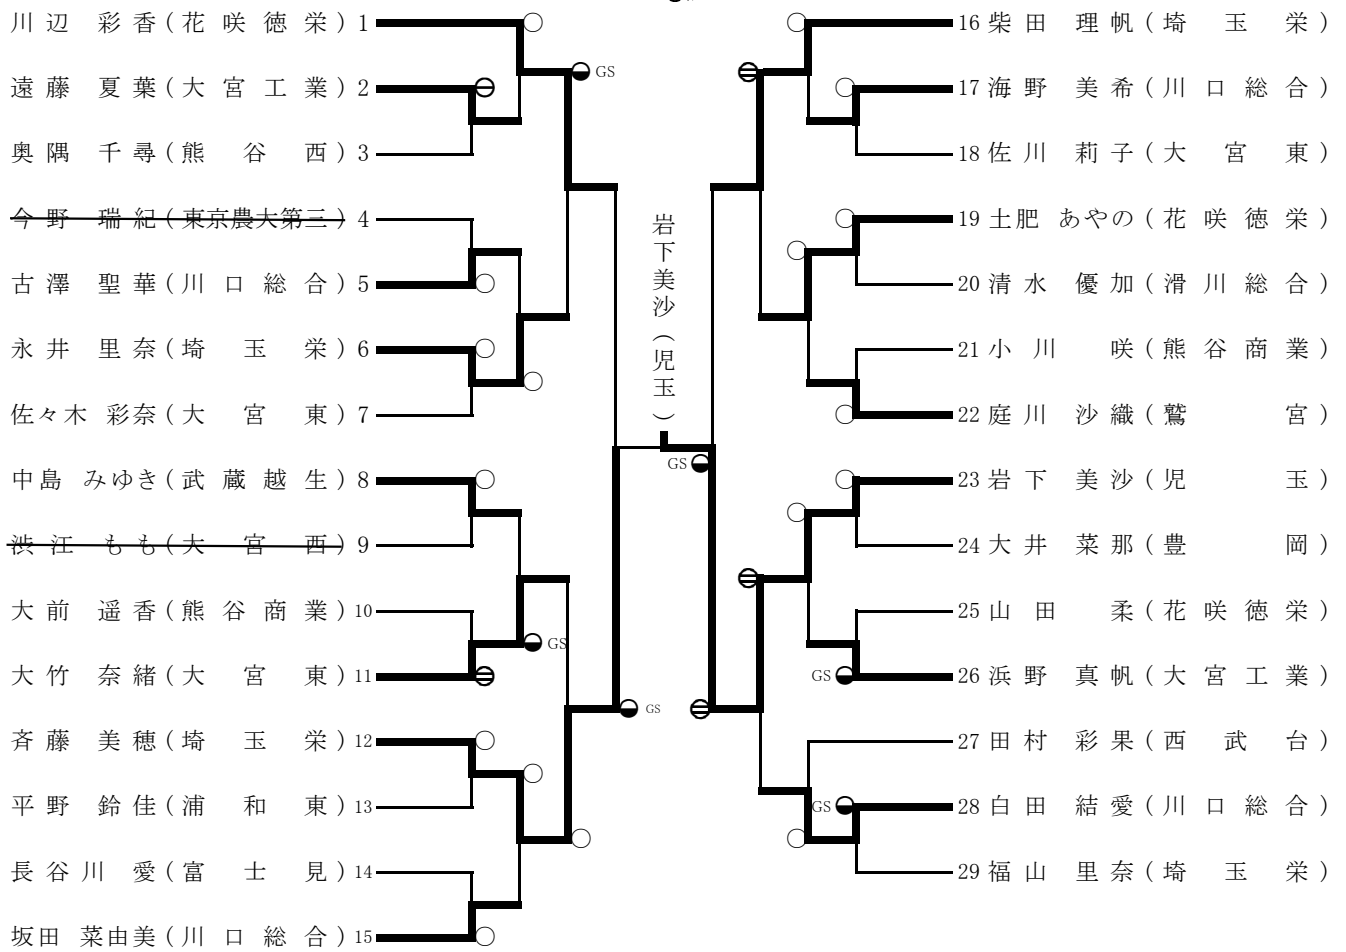 川辺 彩香(花咲徳栄) 1
遠藤 夏葉(大宮工業) 2
奥隅 千尋(熊谷西) 3
今野 瑞紀(東京農大第三) 4
古澤 聖華(川口総合) 5
永井 里奈(埼玉栄) 6
佐々木 彩奈(大宮東) 7
中島 みゆき(武蔵越生) 8
渋江 もも(大宮西) 9
大前 遥香(熊谷商業) 10
大竹 奈緒(大宮東) 11
斉藤 美穂(埼玉栄) 12
平野 鈴佳(浦和東) 13
長谷川 愛(富士見) 14
坂田 菜由美(川口総合) 15
GS
GS
GS
岩下美沙(児玉)
GS
16 柴田 理帆(埼玉栄)
17 海野 美希(川口総合)
18 佐川 莉子(大宮東)
19 土肥 あやの(花咲徳栄)
20 清水 優加(滑川総合)
21 小川 咲(熊谷商業)
22 庭川 沙織(鷲宮)
23 岩下 美沙(児玉)
24 大井 菜那(豊岡)
25 山田 柔(花咲徳栄)
GS
26 浜野 真帆(大宮工業)
27 田村 彩果(西武台)
GS
28 白田 結愛(川口総合)
29 福山 里奈(埼玉栄)